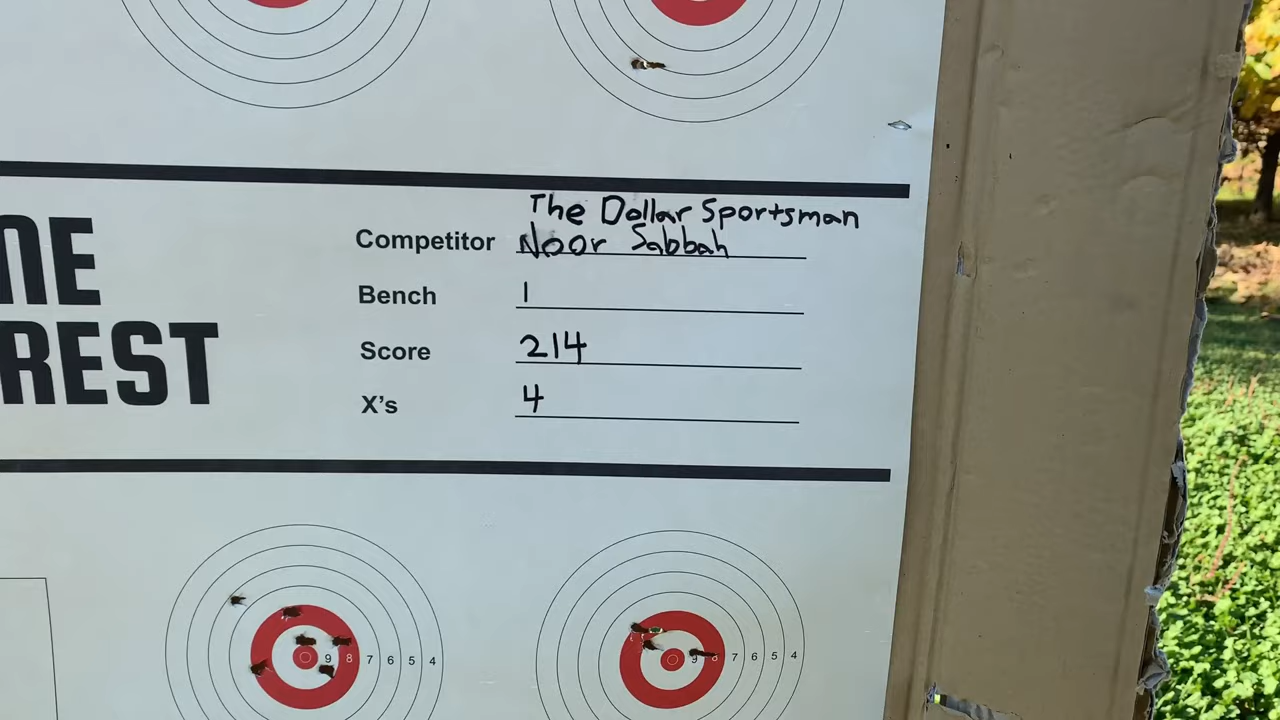 The Dollar Sportsman
Competitor Noor Sabbah
Bench 1
Score 214
X's 4
NE
REST
9 8 7 6 5 4
9 8 7 6 5 4